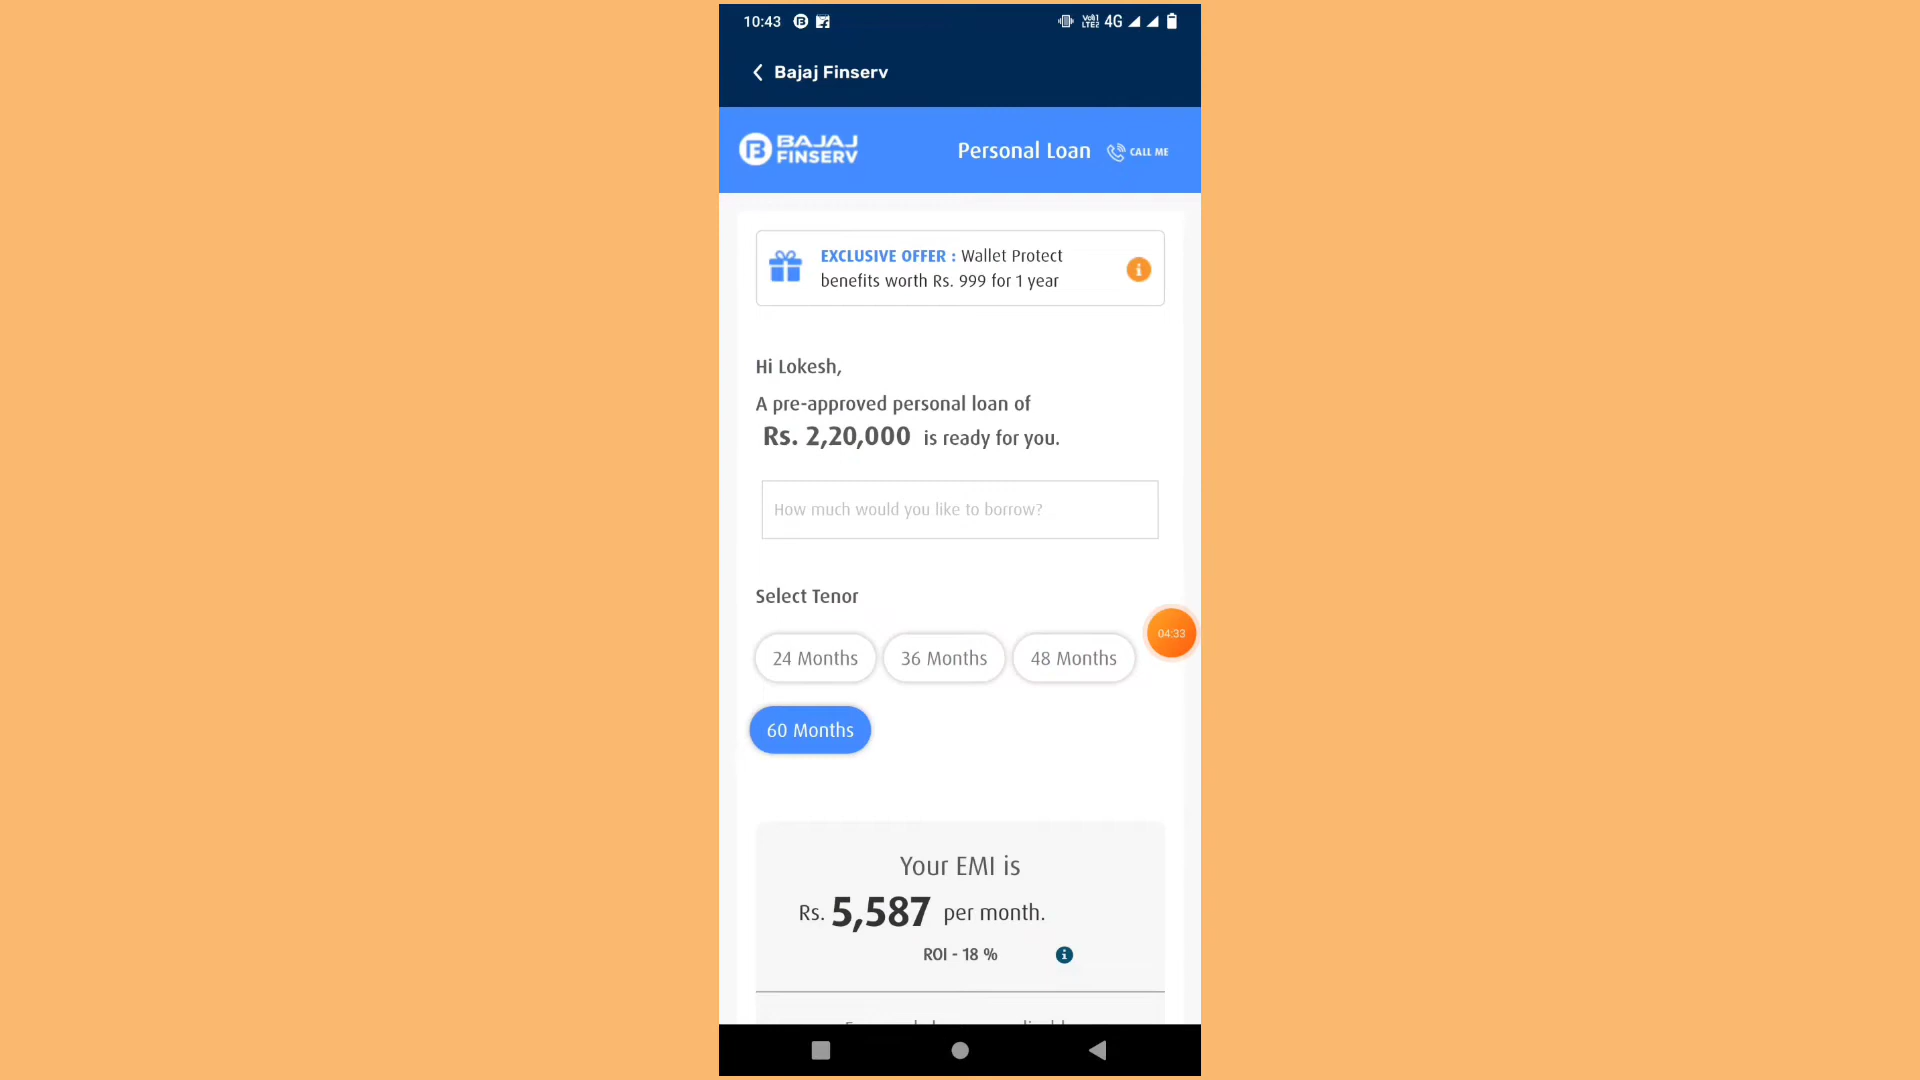 10:43
4G
Bajaj Finserv
BAJAJ
FINSERV
Personal Loan
CALL ME
EXCLUSIVE OFFER : Wallet Protect
benefits worth Rs. 999 for 1 year
Hi Lokesh,
A pre-approved personal loan of
Rs. 2,20,000 is ready for you.
How much would you like to borrow?
Select Tenor
04:33
24 Months 36 Months 48 Months
60 Months
Your EMI is
Rs. 5,587 per month.
ROI - 18 %